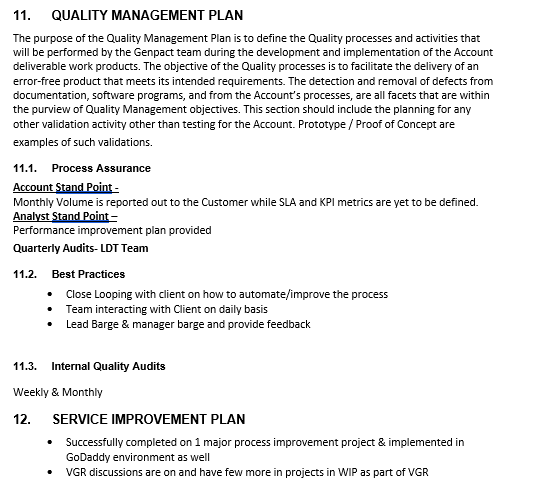 11. QUALITY MANAGEMENT PLAN
The purpose of the Quality Management Plan is to define the Quality processes and activities that
will be performed by the Genpact team during the development and implementation of the Account
deliverable work products. The objective of the Quality processes is to facilitate the delivery of an
error-free product that meets its intended requirements. The detection and removal of defects from
documentation, software programs, and from the Account's processes, are all facets that are within
the purview of Quality Management objectives. This section should include the planning for any
other validation activity other than testing for the Account. Prototype / Proof of Concept are
examples of such validations.
11.1. Process Assurance
Account Stand Point -
Monthly Volume is reported out to the Customer while SLA and KPI metrics are yet to be defined.
Analyst Stand Point –
Performance improvement plan provided
Quarterly Audits- LDT Team
11.2. Best Practices
• Close Looping with client on how to automate/improve the process
• Team interacting with Client on daily basis
• Lead Barge & manager barge and provide feedback
11.3. Internal Quality Audits
Weekly & Monthly
12. SERVICE IMPROVEMENT PLAN
• Successfully completed on 1 major process improvement project & implemented in
GoDaddy environment as well
• VGR discussions are on and have few more in projects in WIP as part of VGR